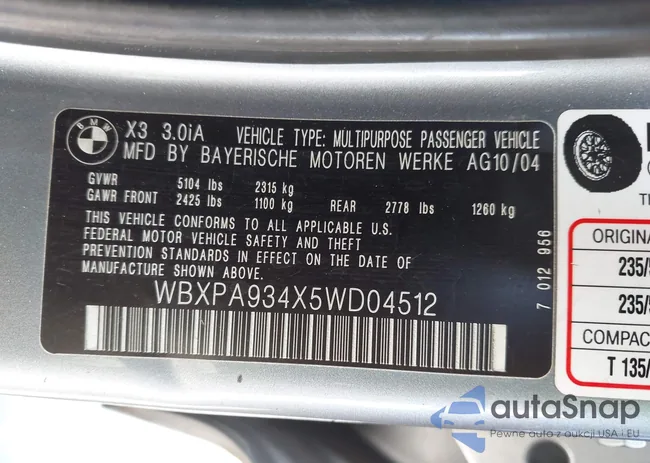 BMW
X3 3.0iA VEHICLE TYPE: MULTIPURPOSE PASSENGER VEHICLE
MFD BY BAYERISCHE MOTOREN WERKE AG10/04
GVWR 5104 lbs 2315 kg
GAWR FRONT 2425 lbs 1100 kg REAR 2778 lbs 1260 kg
THIS VEHICLE CONFORMS TO ALL APPLICABLE U.S.
FEDERAL MOTOR VEHICLE SAFETY AND THEFT
PREVENTION STANDARDS IN EFFECT ON THE DATE OF
MANUFACTURE SHOWN ABOVE.
WBXPA934X5WD04512
7 012 956
ORIGINA
235/
235/
COMPAC
T 135/
autoSnap
Pewne auto z aukcji USA i EU